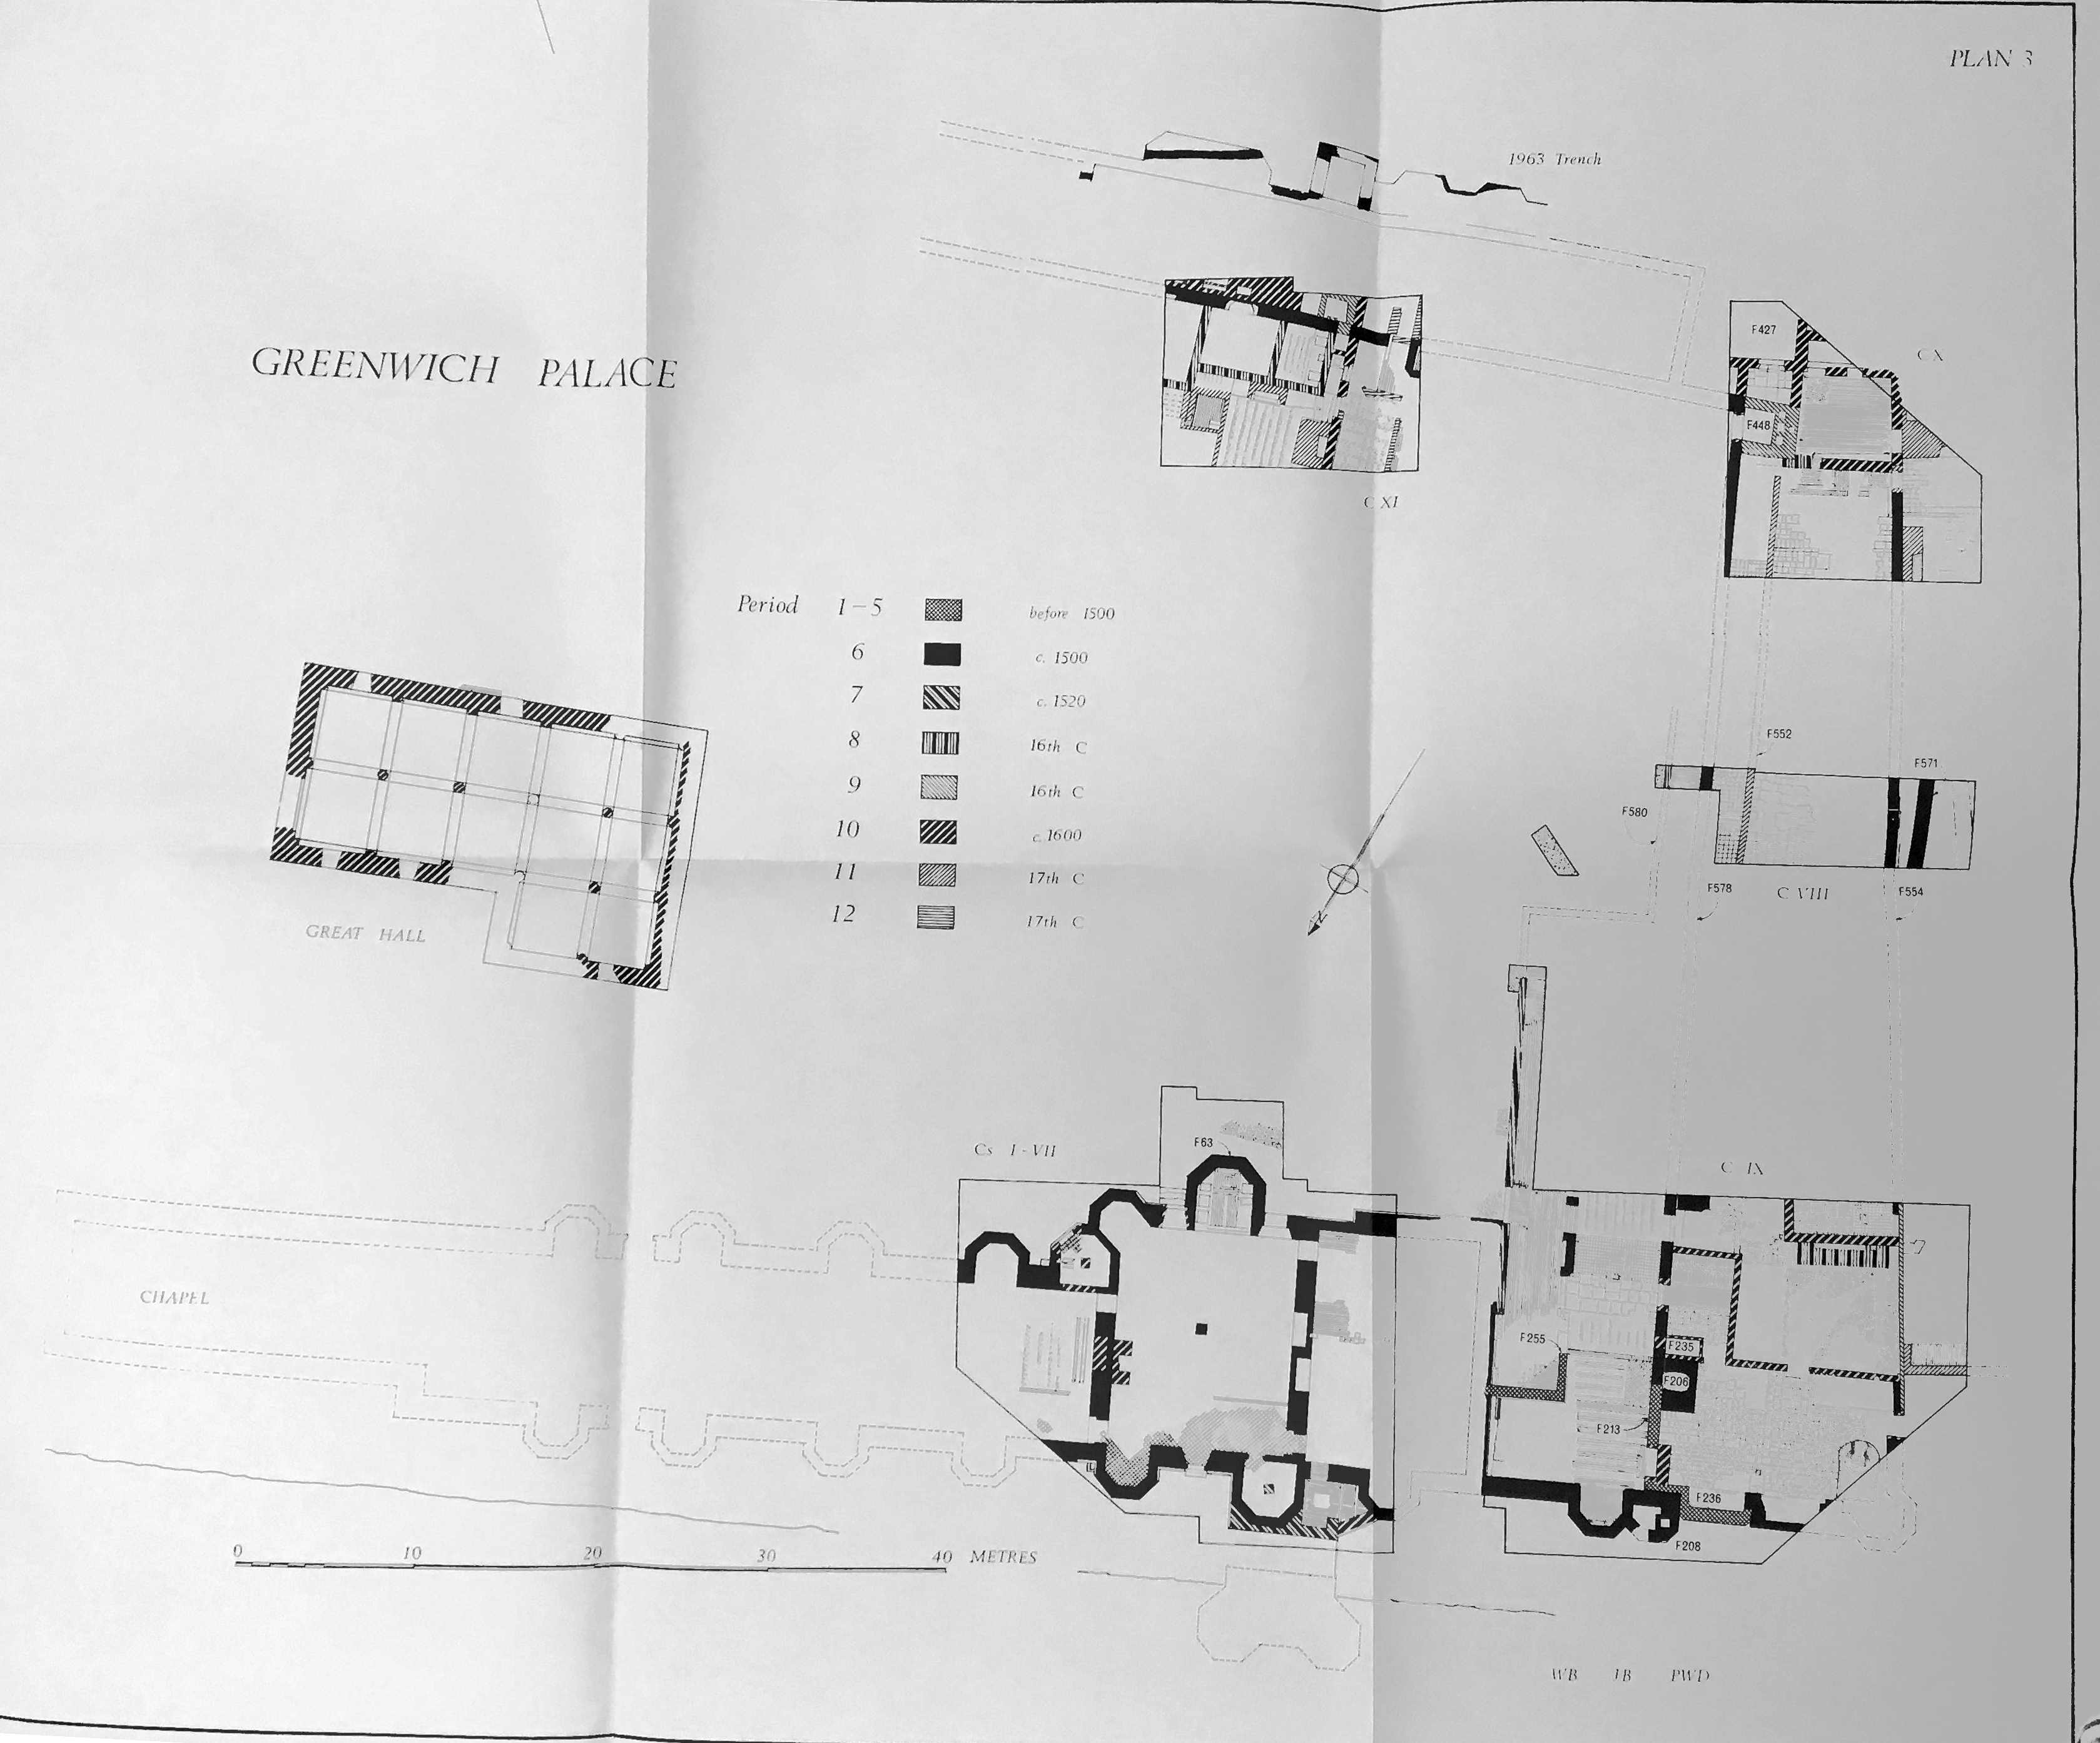 PLAN 3
1963 Trench
GREENWICH PALACE
F427
C X
F448
C XI
Period 1-5 before 1500
6 c. 1500
7 c. 1520
8 16th C
9 16th C
10 c. 1600
11 17th C
12 17th C
F552
F571
F580
F578
C VIII
F554
GREAT HALL
Cs I-VII
F63
C IX
CHAPEL
F255
F235
F206
F213
F236
F208
0 10 20 30 40 METRES
WB JB PWD